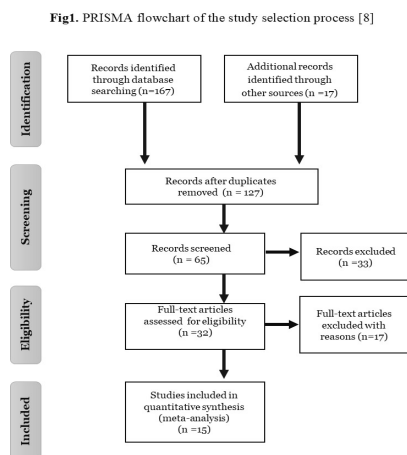 Fig1. PRISMA flowchart of the study selection process [8]
Identification
Records identified
through database
searching (n=167)
Additional records
identified through
other sources (n =17)
Screening
Records after duplicates
removed (n = 127)
Records screened
(n = 65)
Records excluded
(n =33)
Eligibility
Full-text articles
assessed for eligibility
(n =32)
Full-text articles
excluded with
reasons (n=17)
Included
Studies included in
quantitative synthesis
(meta-analysis)
(n =15)